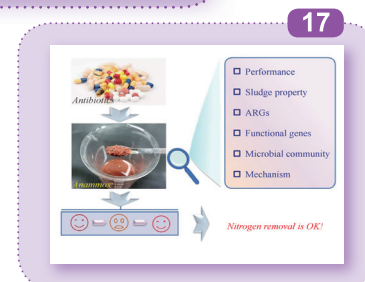 17
Antibiotics
Anammox
Performance
Sludge property
ARGs
Functional genes
Microbial community
Mechanism
Nitrogen removal is OK!